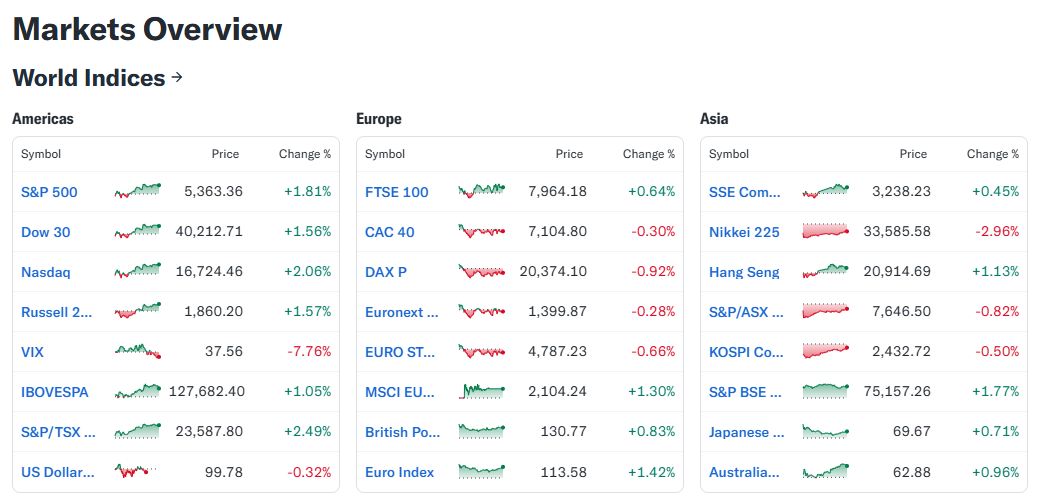 Markets Overview
World Indices →
Americas
Symbol Price Change %
S&P 500 5,363.36 +1.81%
Dow 30 40,212.71 +1.56%
Nasdaq 16,724.46 +2.06%
Russell 2... 1,860.20 +1.57%
VIX 37.56 -7.76%
IBOVESPA 127,682.40 +1.05%
S&P/TSX ... 23,587.80 +2.49%
US Dollar... 99.78 -0.32%
Europe
Symbol Price Change %
FTSE 100 7,964.18 +0.64%
CAC 40 7,104.80 -0.30%
DAX P 20,374.10 -0.92%
Euronext ... 1,399.87 -0.28%
EURO ST... 4,787.23 -0.66%
MSCI EU... 2,104.24 +1.30%
British Po... 130.77 +0.83%
Euro Index 113.58 +1.42%
Asia
Symbol Price Change %
SSE Com... 3,238.23 +0.45%
Nikkei 225 33,585.58 -2.96%
Hang Seng 20,914.69 +1.13%
S&P/ASX ... 7,646.50 -0.82%
KOSPI Co... 2,432.72 -0.50%
S&P BSE ... 75,157.26 +1.77%
Japanese ... 69.67 +0.71%
Australia... 62.88 +0.96%